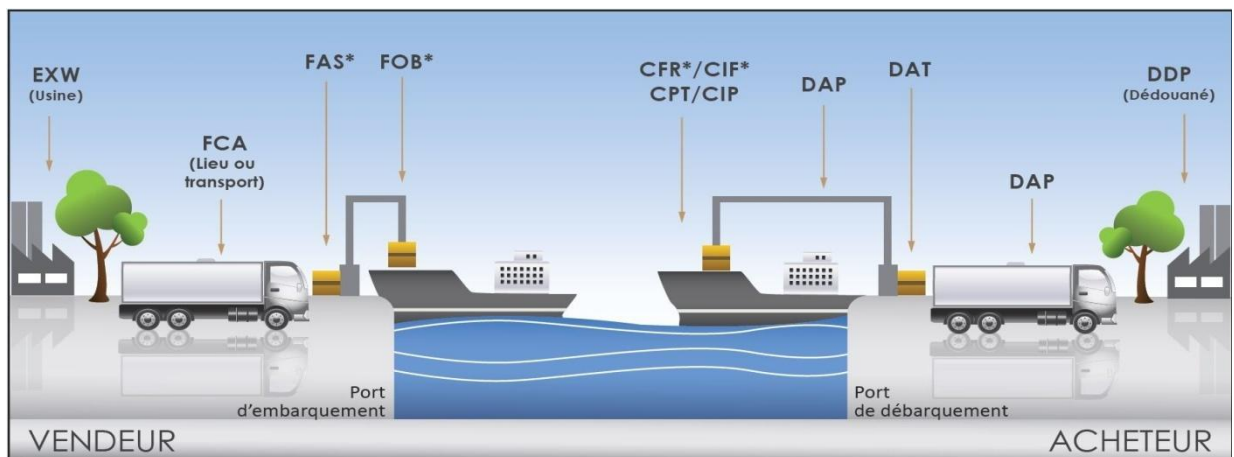 EXW
(Usine)
FCA
(Lieu ou
transport)
FAS*
FOB*
CFR*/CIF*
CPT/CIP
DAP
DAT
DAP
DDP
(Dédouané)
Port
d'embarquement
Port
de débarquement
VENDEUR
ACHETEUR